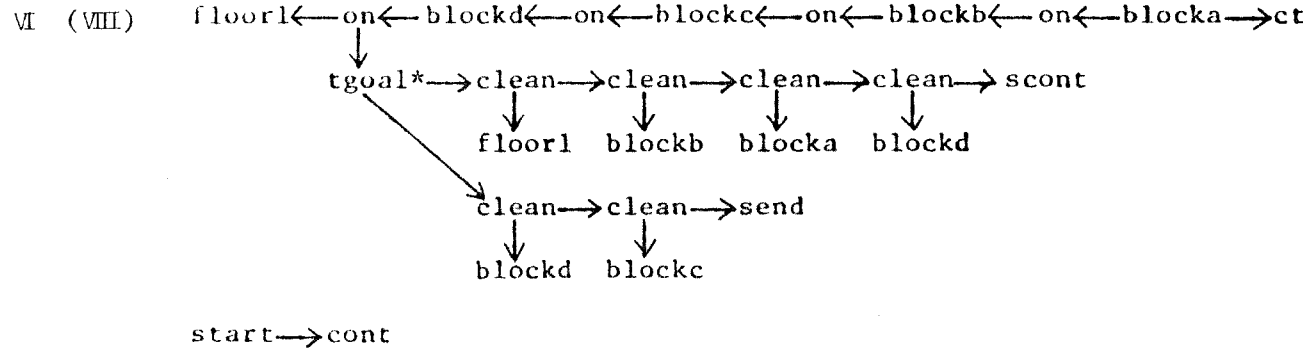 VI (VIII) floor1←on←blockd←on←blockc←on←blockb←on←blocka→ct
tgoal*→clean→clean→clean→clean→scont
floor1 blockb blocka blockd
clean→clean→send
blockd blockc
start→cont